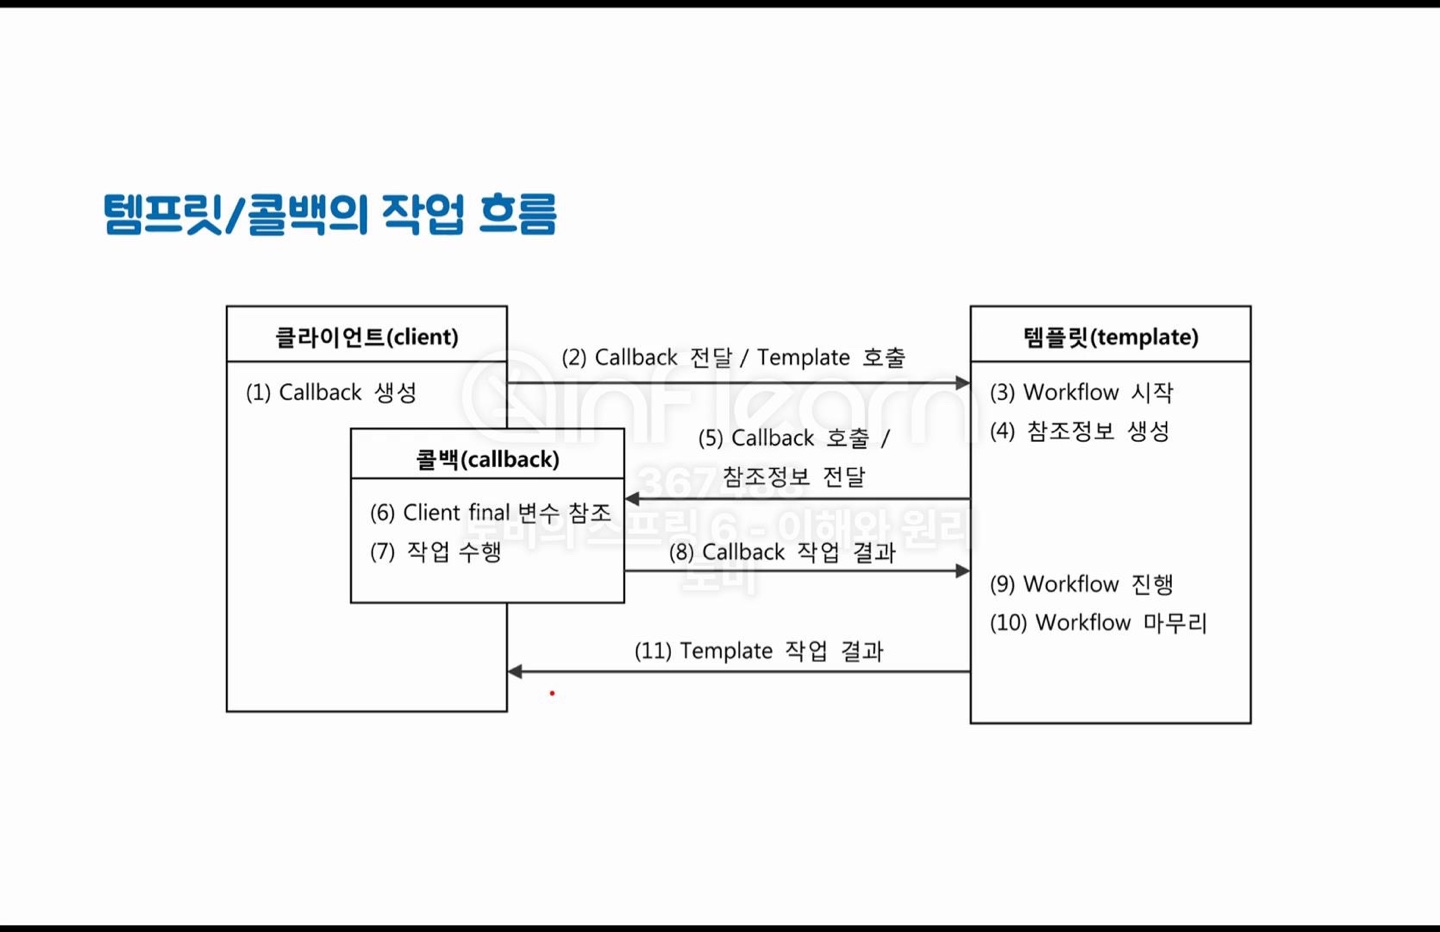 템프릿/콜백의 작업 흐름
클라이언트(client)
(1) Callback 생성
(2) Callback 전달 / Template 호출
템플릿(template)
(3) Workflow 시작
(4) 참조정보 생성
(5) Callback 호출 /
참조정보 전달
콜백(callback)
(6) Client final 변수 참조
(7) 작업 수행
(8) Callback 작업 결과
(9) Workflow 진행
(10) Workflow 마무리
(11) Template 작업 결과
inflearn
토비의 스프링 6 - 이해와 원리
토비